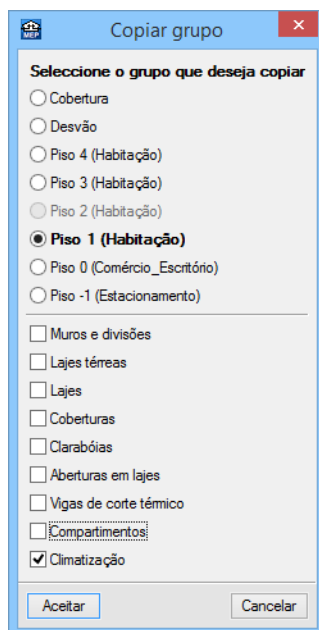 MEP
Copiar grupo
Seleccione o grupo que deseja copiar
Cobertura
Desvão
Piso 4 (Habitação)
Piso 3 (Habitação)
Piso 2 (Habitação)
Piso 1 (Habitação)
Piso 0 (Comércio_Escritório)
Piso -1 (Estacionamento)
Muros e divisões
Lajes térreas
Lajes
Coberturas
Clarabóias
Aberturas em lajes
Vigas de corte térmico
Compartimentos
Climatização
Aceitar Cancelar